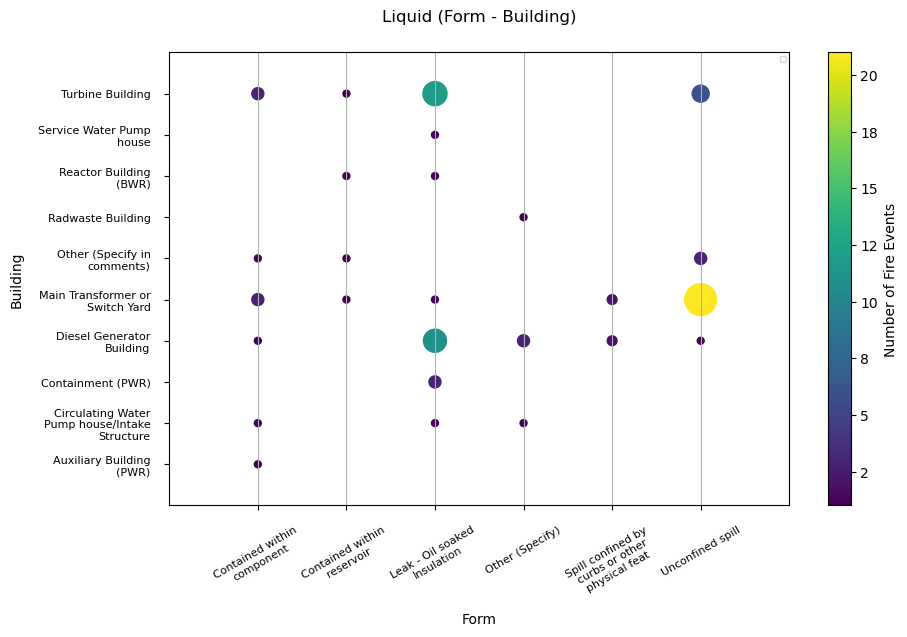 Liquid (Form - Building)
Building
Turbine Building
Service Water Pump
house
Reactor Building
(BWR)
Radwaste Building
Other (Specify in
comments)
Main Transformer or
Switch Yard
Diesel Generator
Building
Containment (PWR)
Circulating Water
Pump house/Intake
Structure
Auxiliary Building
(PWR)
Contained within
component
Contained within
reservoir
Leak - Oil soaked
Insulation
Other (Specify)
Spill confined by
curbs or other
physical feat
Unconfined spill
Form
20
18
15
12
10
8
5
2
Number of Fire Events